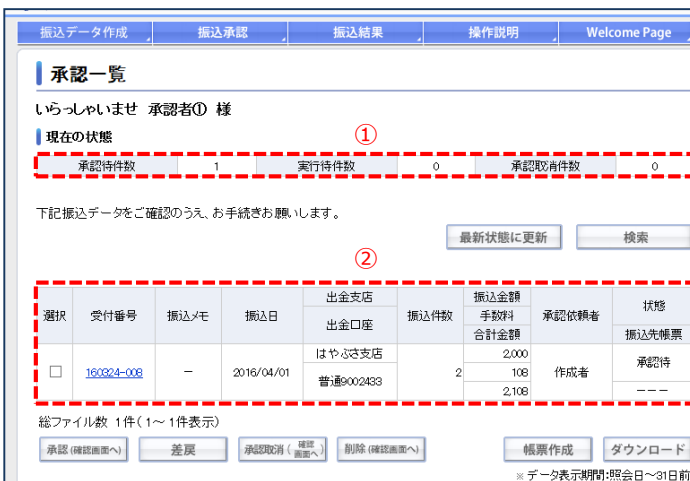 振込データ作成 振込承認 振込結果 操作説明 Welcome Page
承認一覧
いらっしゃいませ 承認者① 様
現在の状態
①
承認待件数 1 実行待件数 0 承認取消件数 0
下記振込データをご確認のうえ、お手続きお願いします。
最新状態に更新 検索
②
選択 受付番号 振込メモ 振込日 出金支店 出金口座 振込件数 振込金額 手数料 合計金額 承認依頼者 状態 振込先帳票
160324-008 － 2016/04/01 はやぶさ支店 普通9002433 2 2,000 108 2,108 作成者 承認待 ---
総ファイル数 1件(1～1件表示)
承認(確認画面へ) 差戻 承認取消(確認画面へ) 削除(確認画面へ) 帳票作成 ダウンロード
※データ表示期間:照会日～31日前